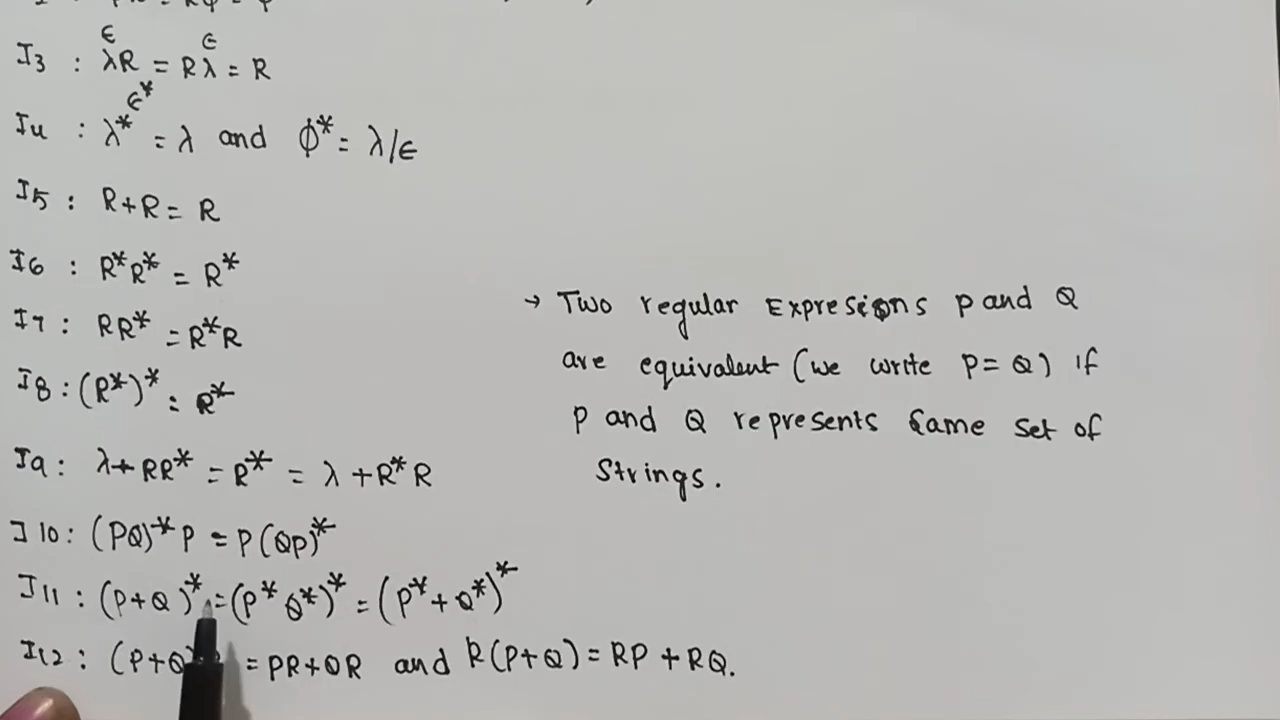 ϵ ϵ
I3 : λR = Rλ = R
ϵ*
I4 : λ* = λ and ϕ* = λ/ϵ
I5 : R+R = R
I6 : R*R* = R*
I7 : RR* = R*R
I8 : (R*)* = R*
I9 : λ+RR* = R* = λ+R*R
I10 : (PQ)*P = P(QP)*
I11 : (P+Q)* = (P*Q*)* = (P*+Q*)*
I12 : (P+Q = PR+QR and R(P+Q) = RP+RQ.
→ Two regular Expresions P and Q
are equivalent (we write P=Q) if
P and Q represents Same set of
Strings.